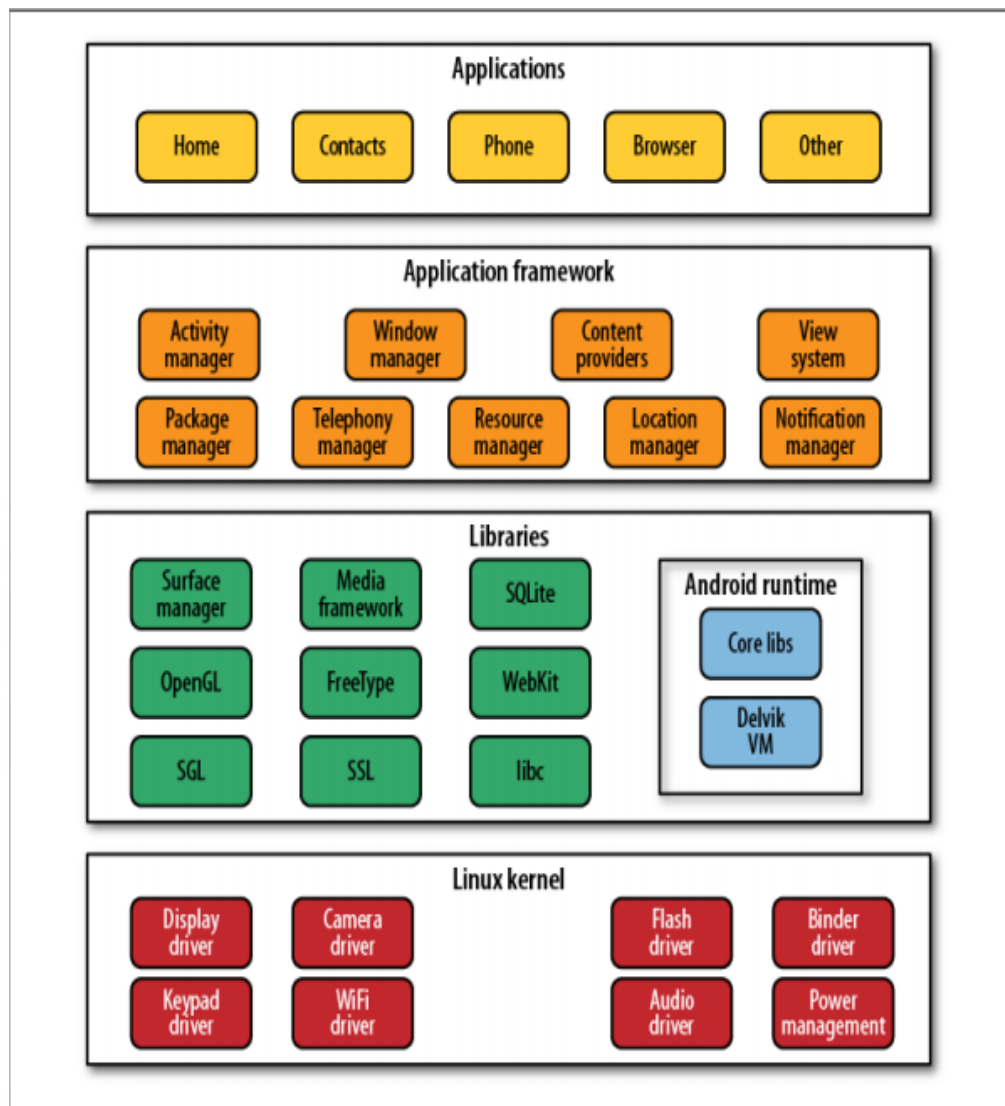 Applications
Home
Contacts
Phone
Browser
Other
Application framework
Activity
manager
Window
manager
Content
providers
View
system
Package
manager
Telephony
manager
Resource
manager
Location
manager
Notification
manager
Libraries
Surface
manager
Media
framework
SQLite
OpenGL
FreeType
WebKit
SGL
SSL
libc
Android runtime
Core libs
Delvik
VM
Linux kernel
Display
driver
Camera
driver
Flash
driver
Binder
driver
Keypad
driver
WiFi
driver
Audio
driver
Power
management